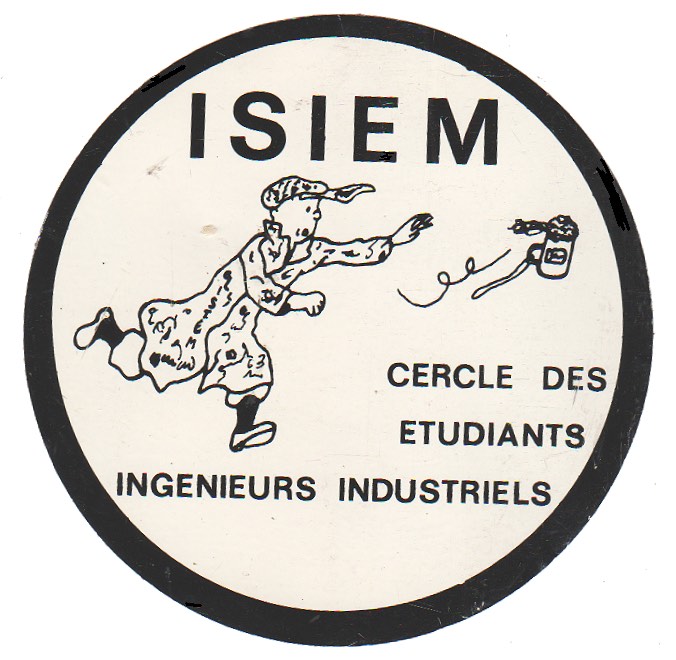 ISIEM
CERCLE DES
ETUDIANTS
INGENIEURS INDUSTRIELS